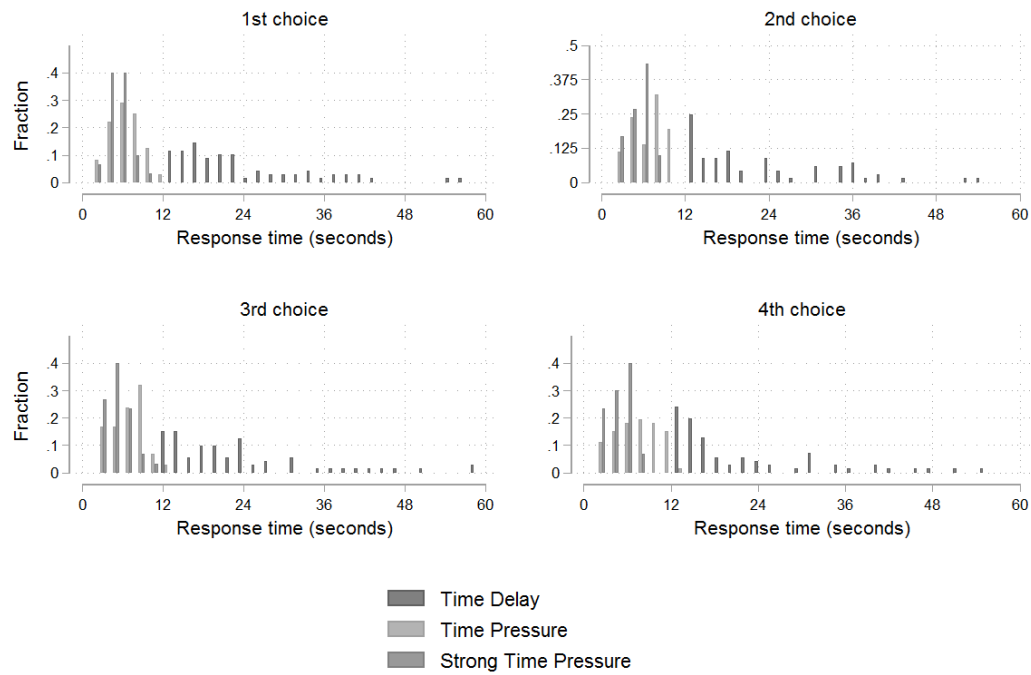 1st choice
Fraction
.4
.3
.2
.1
0
0 12 24 36 48 60
Response time (seconds)
2nd choice
.5
.375
.25
.125
0
0 12 24 36 48 60
Response time (seconds)
3rd choice
Fraction
.4
.3
.2
.1
0
0 12 24 36 48 60
Response time (seconds)
4th choice
.4
.3
.2
.1
0
0 12 24 36 48 60
Response time (seconds)
Time Delay
Time Pressure
Strong Time Pressure